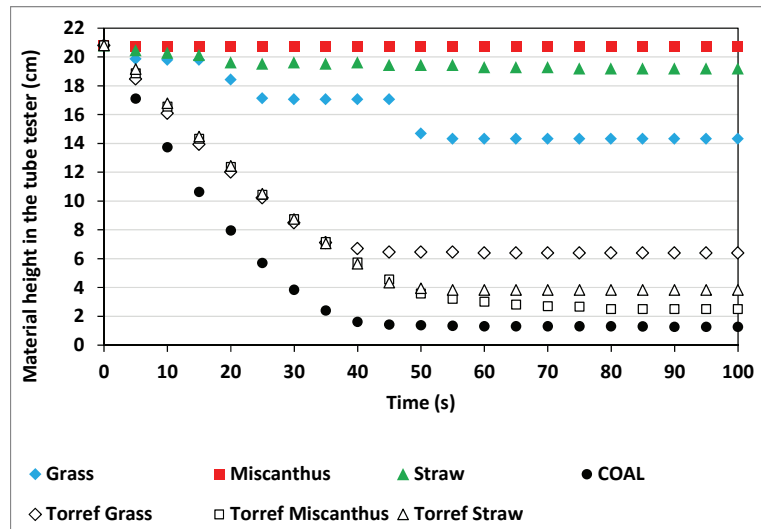 Material height in the tube tester (cm)
22
20
18
16
14
12
10
8
6
4
2
0
0 10 20 30 40 50 60 70 80 90 100
Time (s)
Grass Miscanthus Straw COAL
Torref Grass Torref Miscanthus Torref Straw